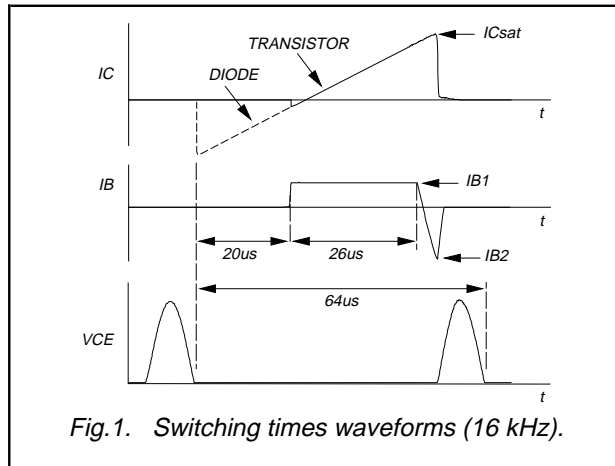 ICsat
TRANSISTOR
DIODE
IC
t
IB
IB1
20us
26us
IB2
64us
VCE
t
Fig.1. Switching times waveforms (16 kHz).